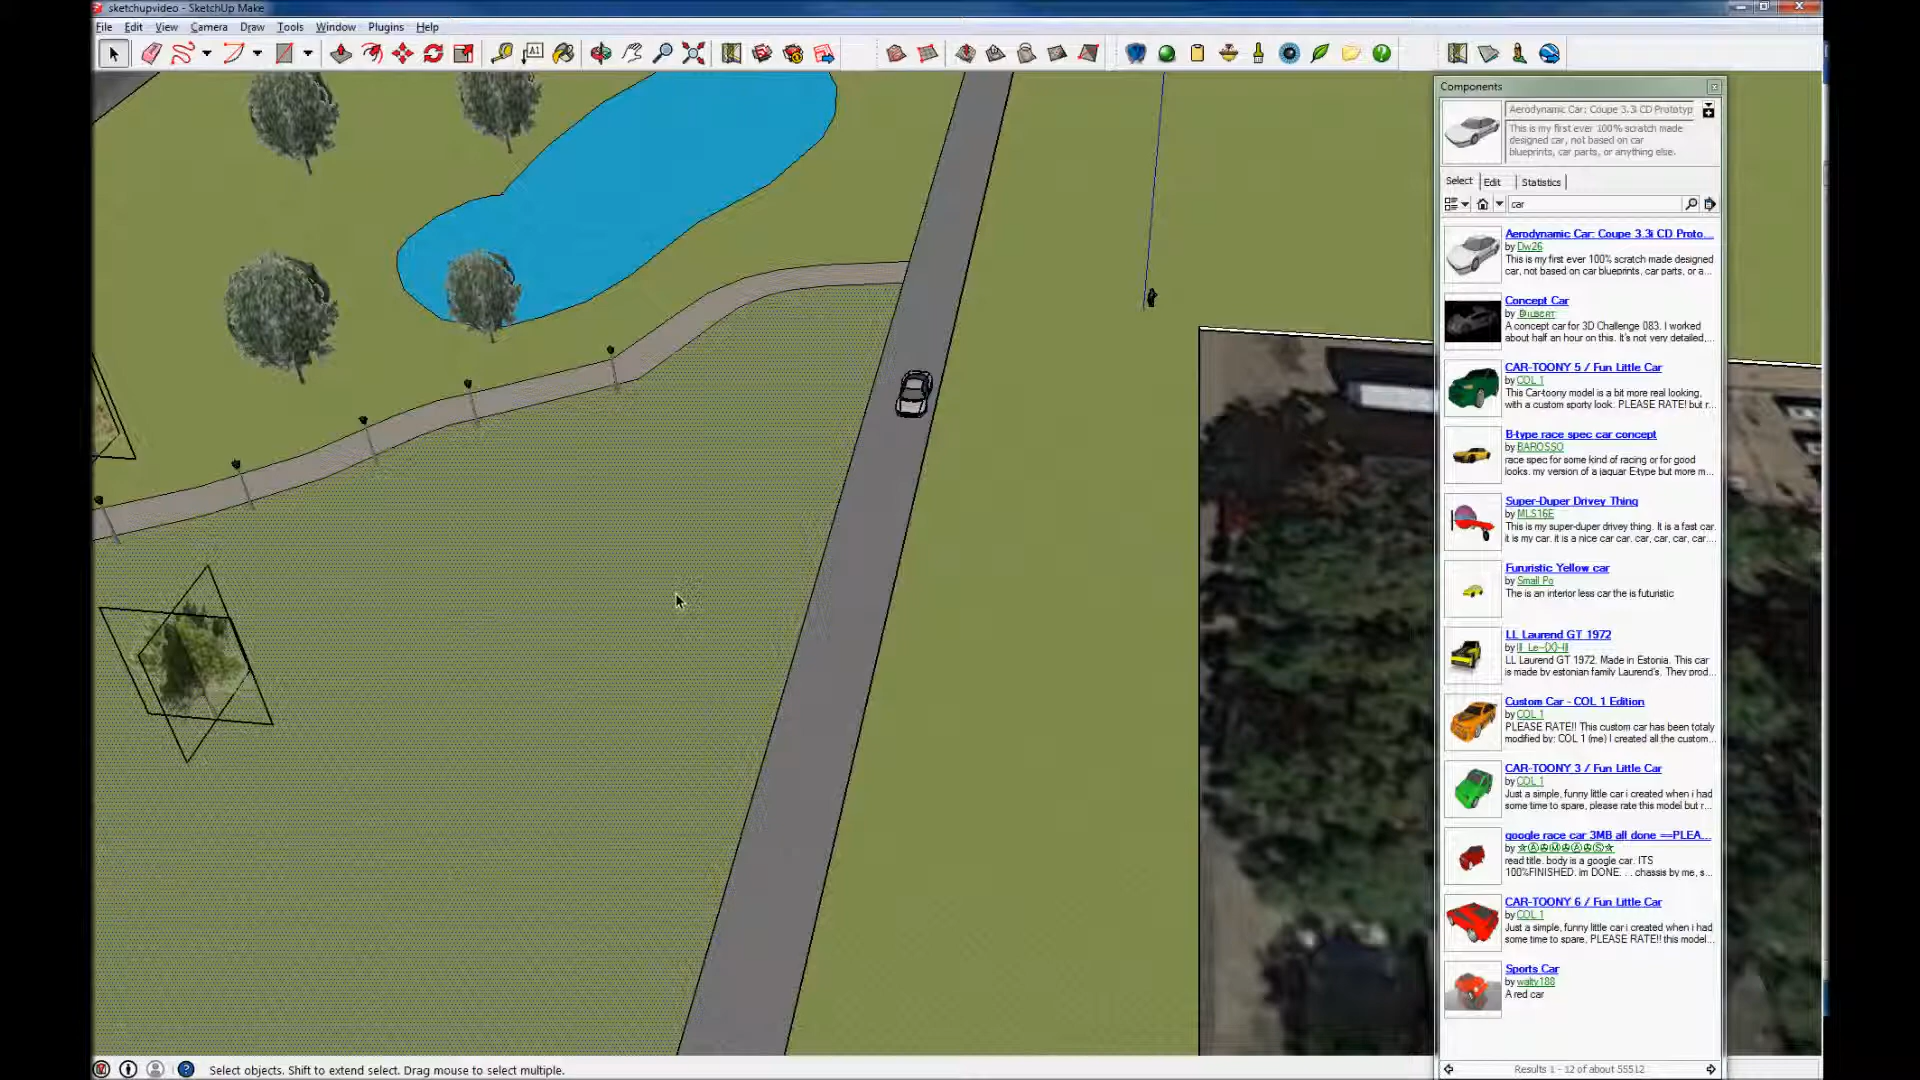 sketchupvideo - SketchUp Make
File Edit View Camera Draw Tools Window Plugins Help
A1
Components
Aerodynamic Car: Coupe 3.3i CD Prototyp
This is my first ever 100% scratch made
designed car, not based on car
blueprints, car parts, or anything else.
Select Edit Statistics
car
Aerodynamic Car: Coupe 3.3i CD Proto...
by Dw26
This is my first ever 100% scratch made designed
car, not based on car blueprints, car parts, or a...
Concept Car
by DILBERT
A concept car for 3D Challenge 083. I worked
about half an hour on this. It's not very detailed,...
CAR-TOONY 5 / Fun Little Car
by COL 1
This Car-toony model is a bit more real looking,
with a custom sporty look. PLEASE RATE! but r...
B-type race spec car concept
by BAROSSO
race spec for some kind of racing or for good
looks. my version of a jaguar E-type but more m...
Super-Duper Drivey Thing
by MLS16E
This is my super-duper drivey thing. It is a fast car.
it is my car. it is a nice car car. car, car, car, car....
Fururistic Yellow car
by Small Po
The is an interior less car the is futuristic
LL Laurend GT 1972
by
LL Laurend GT 1972. Made in Estonia. This car
is made by estonian family Laurend's. They prod...
Custom Car - COL 1 Edition
by COL 1
PLEASE RATE!! This custom car has been totaly
modified by: COL 1 (me) I created all the custom...
CAR-TOONY 3 / Fun Little Car
by COL 1
Just a simple, funny little car i created when i had
some time to spare, please rate this model but r...
google race car 3MB all done ==PLEA...
by
read title. body is a google car. ITS
100%FINISHED. im DONE. . . chassis by me, s...
CAR-TOONY 6 / Fun Little Car
by COL 1
Just a simple, funny little car i created when i had
some time to spare, PLEASE RATE!! this model...
Sports Car
by walty188
A red car
Select objects. Shift to extend select. Drag mouse to select multiple.
Results 1 - 12 of about 55512